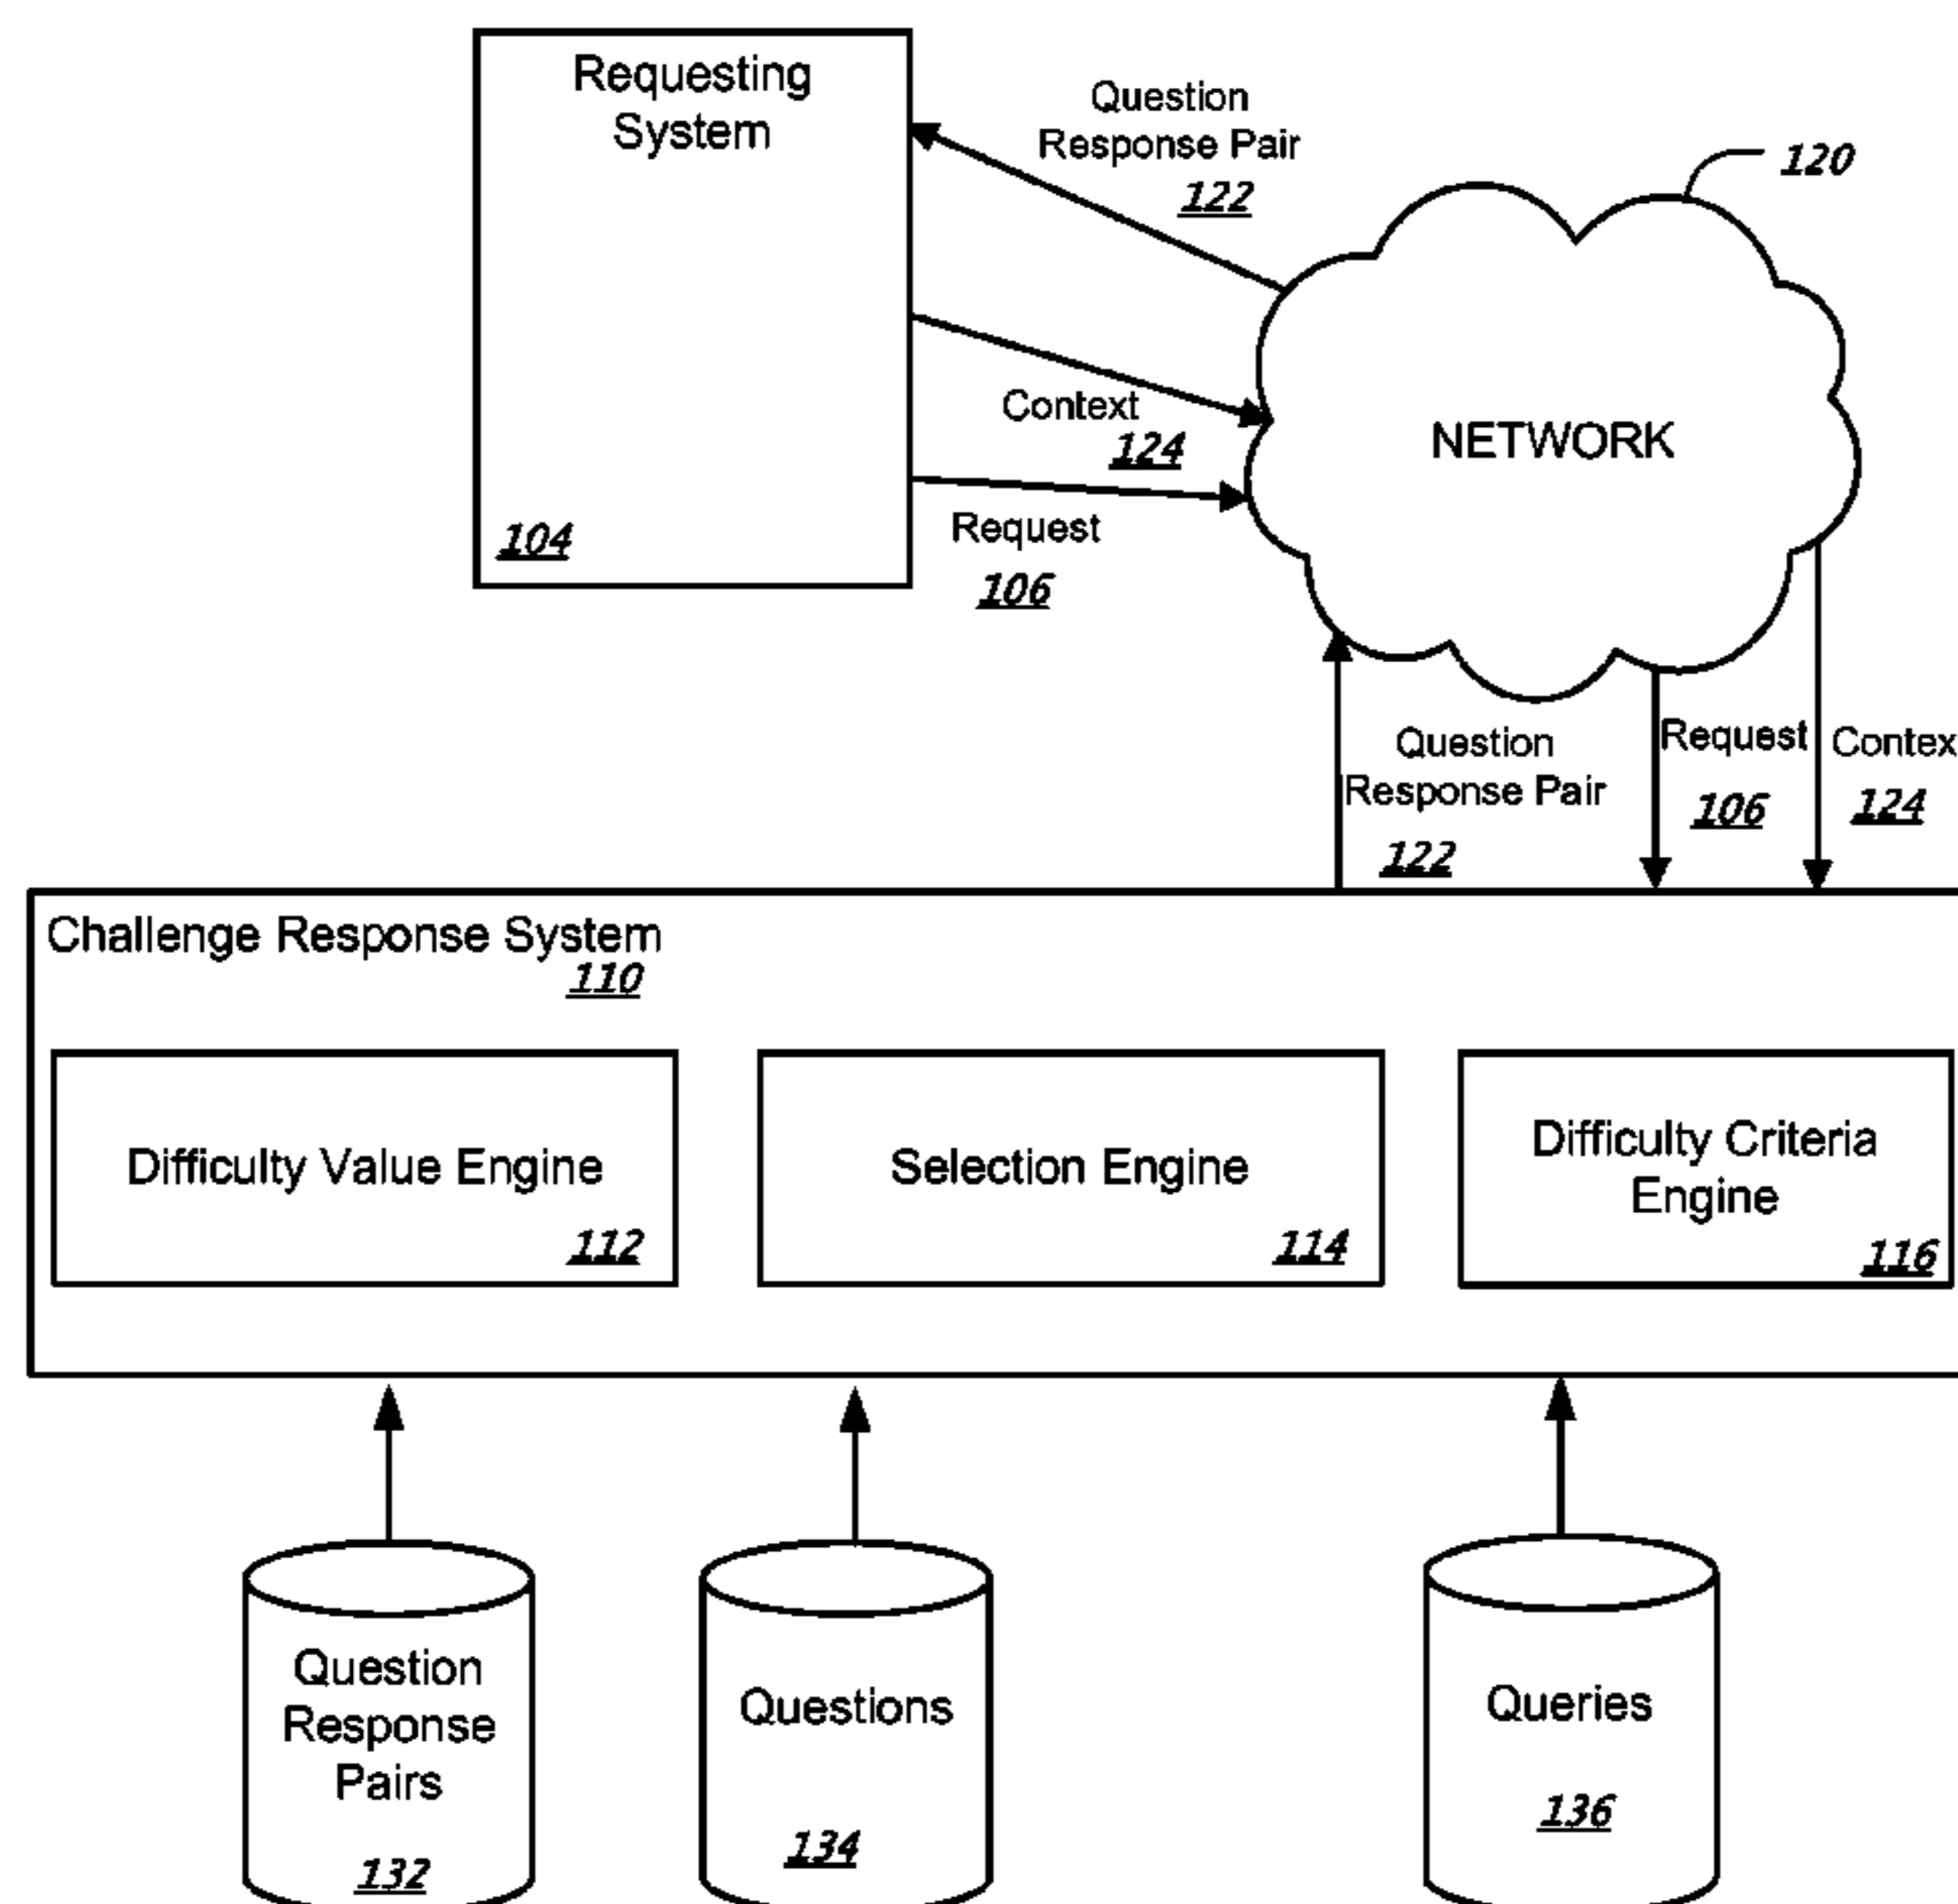 Requesting
System
104
Question
Response Pair
122
120
Context
124
Request
106
NETWORK
Question
Response Pair
122
Request
106
Contex
124
Challenge Response System
110
Difficulty Value Engine
112
Selection Engine
114
Difficulty Criteria
Engine
116
Question
Response
Pairs
132
Questions
134
Queries
136